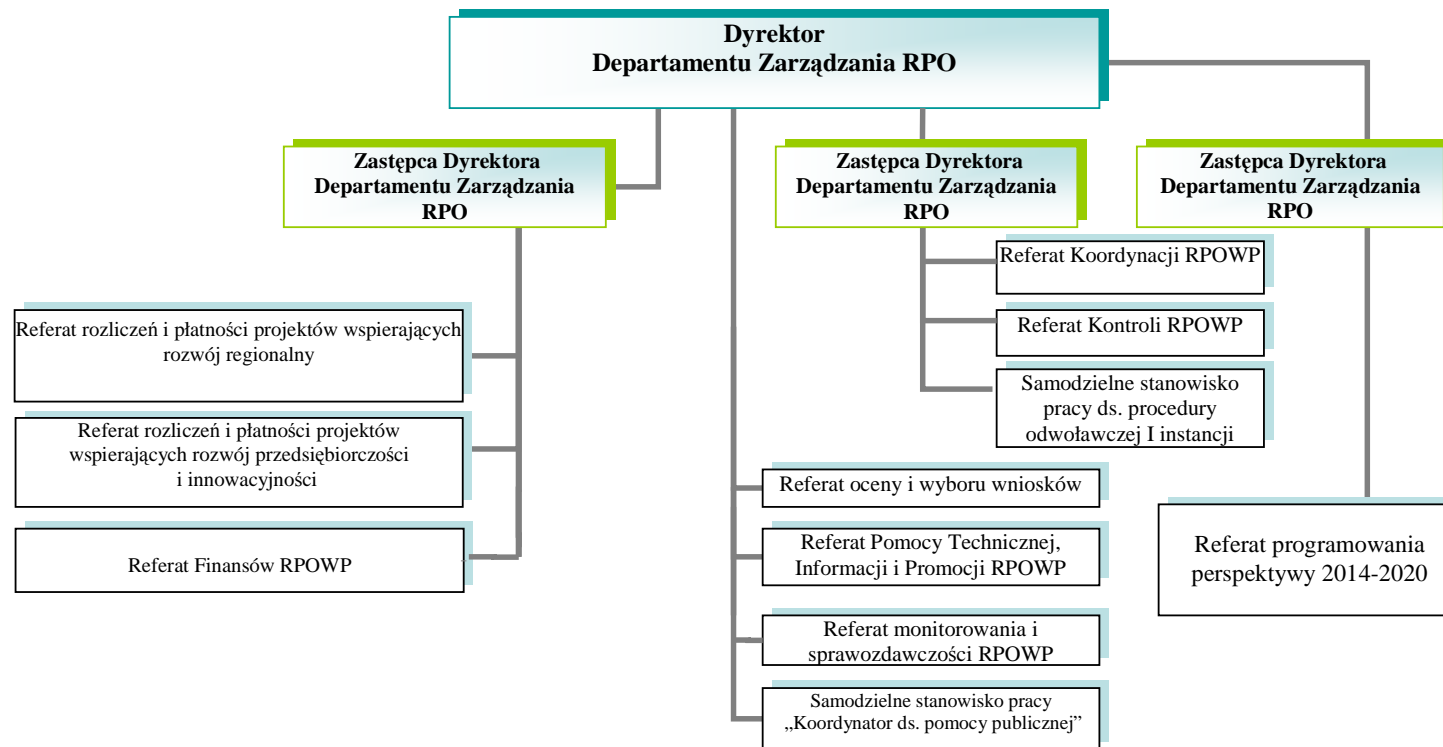 Dyrektor
Departamentu Zarządzania RPO
Zastępca Dyrektora
Departamentu Zarządzania
RPO
Zastępca Dyrektora
Departamentu Zarządzania
RPO
Zastępca Dyrektora
Departamentu Zarządzania
RPO
Referat rozliczeń i płatności projektów wspierających
rozwój regionalny
Referat rozliczeń i płatności projektów
wspierających rozwój przedsiębiorczości
i innowacyjności
Referat Finansów RPOWP
Referat Koordynacji RPOWP
Referat Kontroli RPOWP
Samodzielne stanowisko
pracy ds. procedury
odwoławczej I instancji
Referat oceny i wyboru wniosków
Referat Pomocy Technicznej,
Informacji i Promocji RPOWP
Referat monitorowania i
sprawozdawczości RPOWP
Samodzielne stanowisko pracy
„Koordynator ds. pomocy publicznej”
Referat programowania
perspektywy 2014-2020